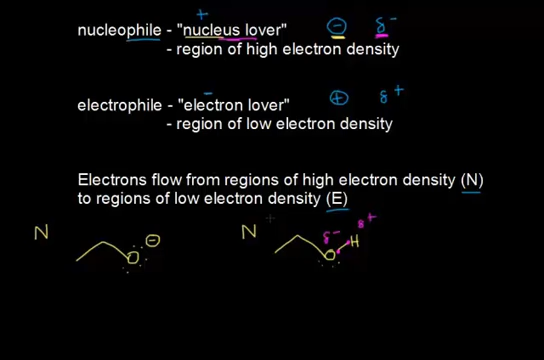 +
nucleophile - "nucleus lover" ⊖ δ⁻
- region of high electron density
-
electrophile - "electron lover" ⊕ δ⁺
- region of low electron density
Electrons flow from regions of high electron density (N)
to regions of low electron density (E)
N O ⊖ N δ⁻ O H δ⁺